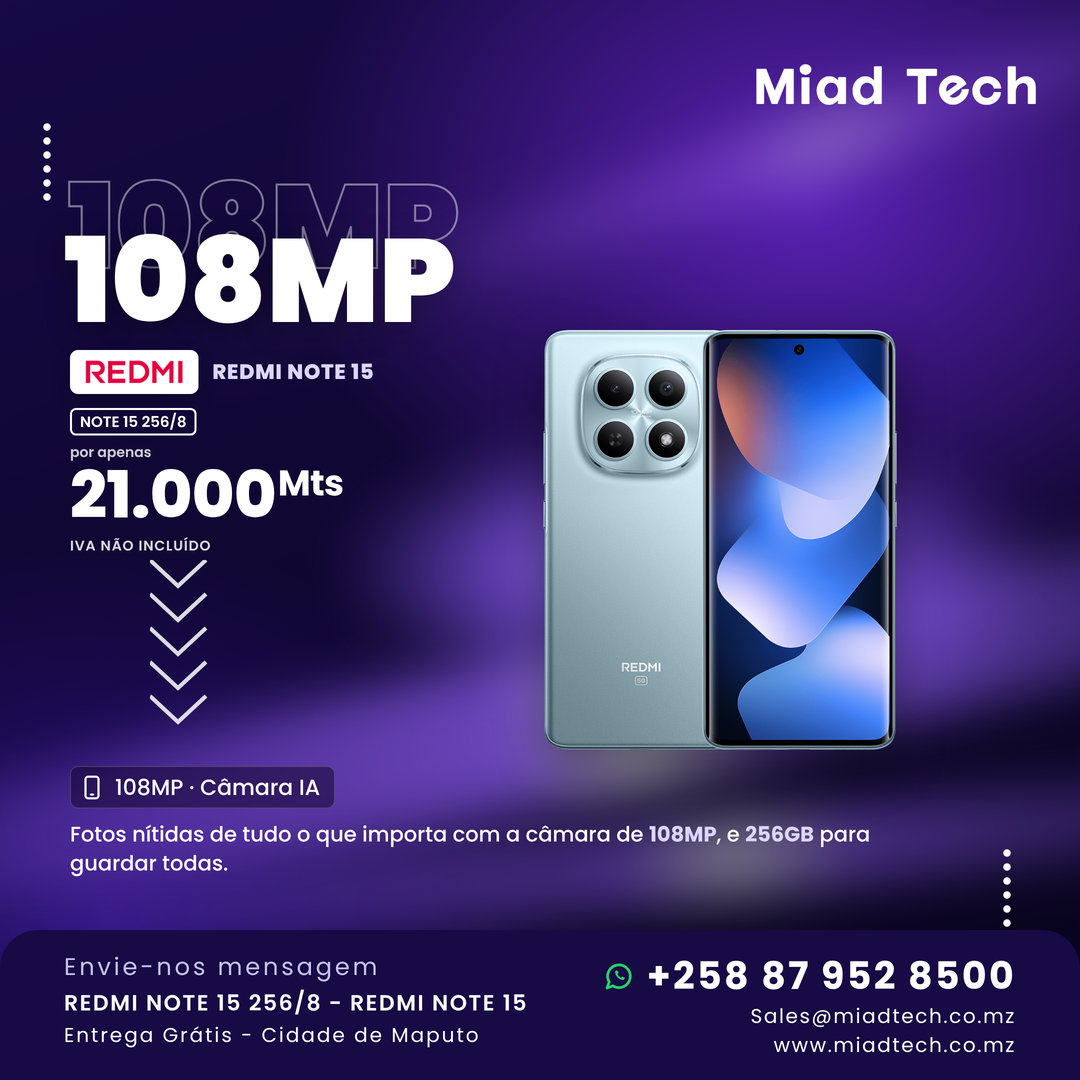 Miad Tech
108MP
108MP
REDMI REDMI NOTE 15
NOTE 15 256/8
por apenas
21.000 Mts
IVA NÃO INCLUÍDO
REDMI
5G
108MP · Câmara IA
Fotos nítidas de tudo o que importa com a câmara de 108MP, e 256GB para
guardar todas.
Envie-nos mensagem
REDMI NOTE 15 256/8 - REDMI NOTE 15
Entrega Grátis - Cidade de Maputo
+258 87 952 8500
Sales@miadtech.co.mz
www.miadtech.co.mz